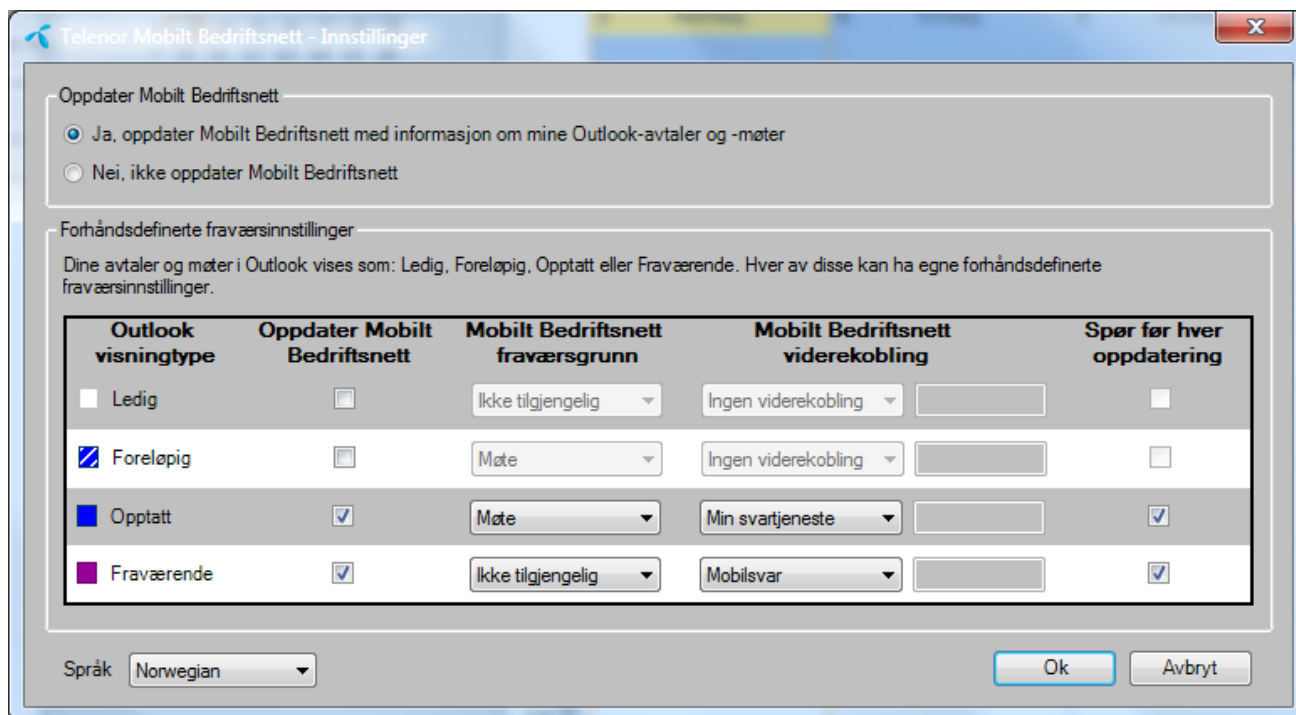 Telenor Mobilt Bedriftsnett - Innstillinger
Oppdater Mobilt Bedriftsnett
Ja, oppdater Mobilt Bedriftsnett med informasjon om mine Outlook-avtaler og -møter
Nei, ikke oppdater Mobilt Bedriftsnett
Forhåndsdefinerte fraværsinnstillinger
Dine avtaler og møter i Outlook vises som: Ledig, Foreløpig, Opptatt eller Fraværende. Hver av disse kan ha egne forhåndsdefinerte
fraværsinnstillinger.
Outlook Oppdater Mobilt Mobilt Bedriftsnett Mobilt Bedriftsnett Spør før hver
visningtype Bedriftsnett fraværsgrunn viderekobling oppdatering
Ledig Ikke tilgjengelig Ingen viderekobling
Foreløpig Møte Ingen viderekobling
Opptatt Møte Min svartjeneste
Fraværende Ikke tilgjengelig Mobilsvar
Språk Norwegian Ok Avbryt